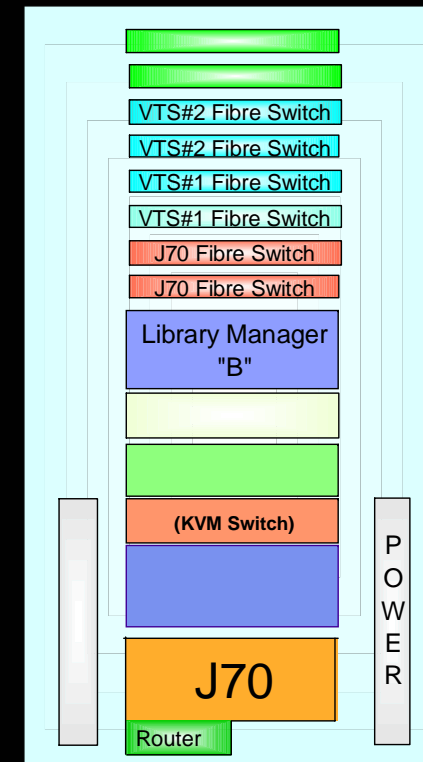 VTS#2 Fibre Switch
VTS#2 Fibre Switch
VTS#1 Fibre Switch
VTS#1 Fibre Switch
J70 Fibre Switch
J70 Fibre Switch
Library Manager
"B"
(KVM Switch)
P
O
W
E
R
J70
Router